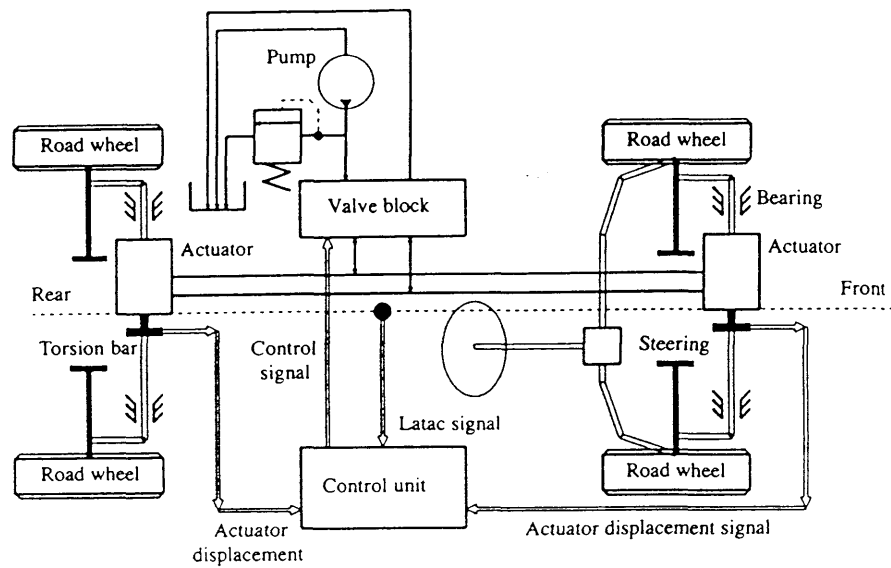 Pump
Road wheel
Road wheel
Bearing
Valve block
Actuator
Actuator
Rear
Front
Torsion bar
Control
signal
Steering
Latac signal
Road wheel
Control unit
Road wheel
Actuator
displacement
Actuator displacement signal